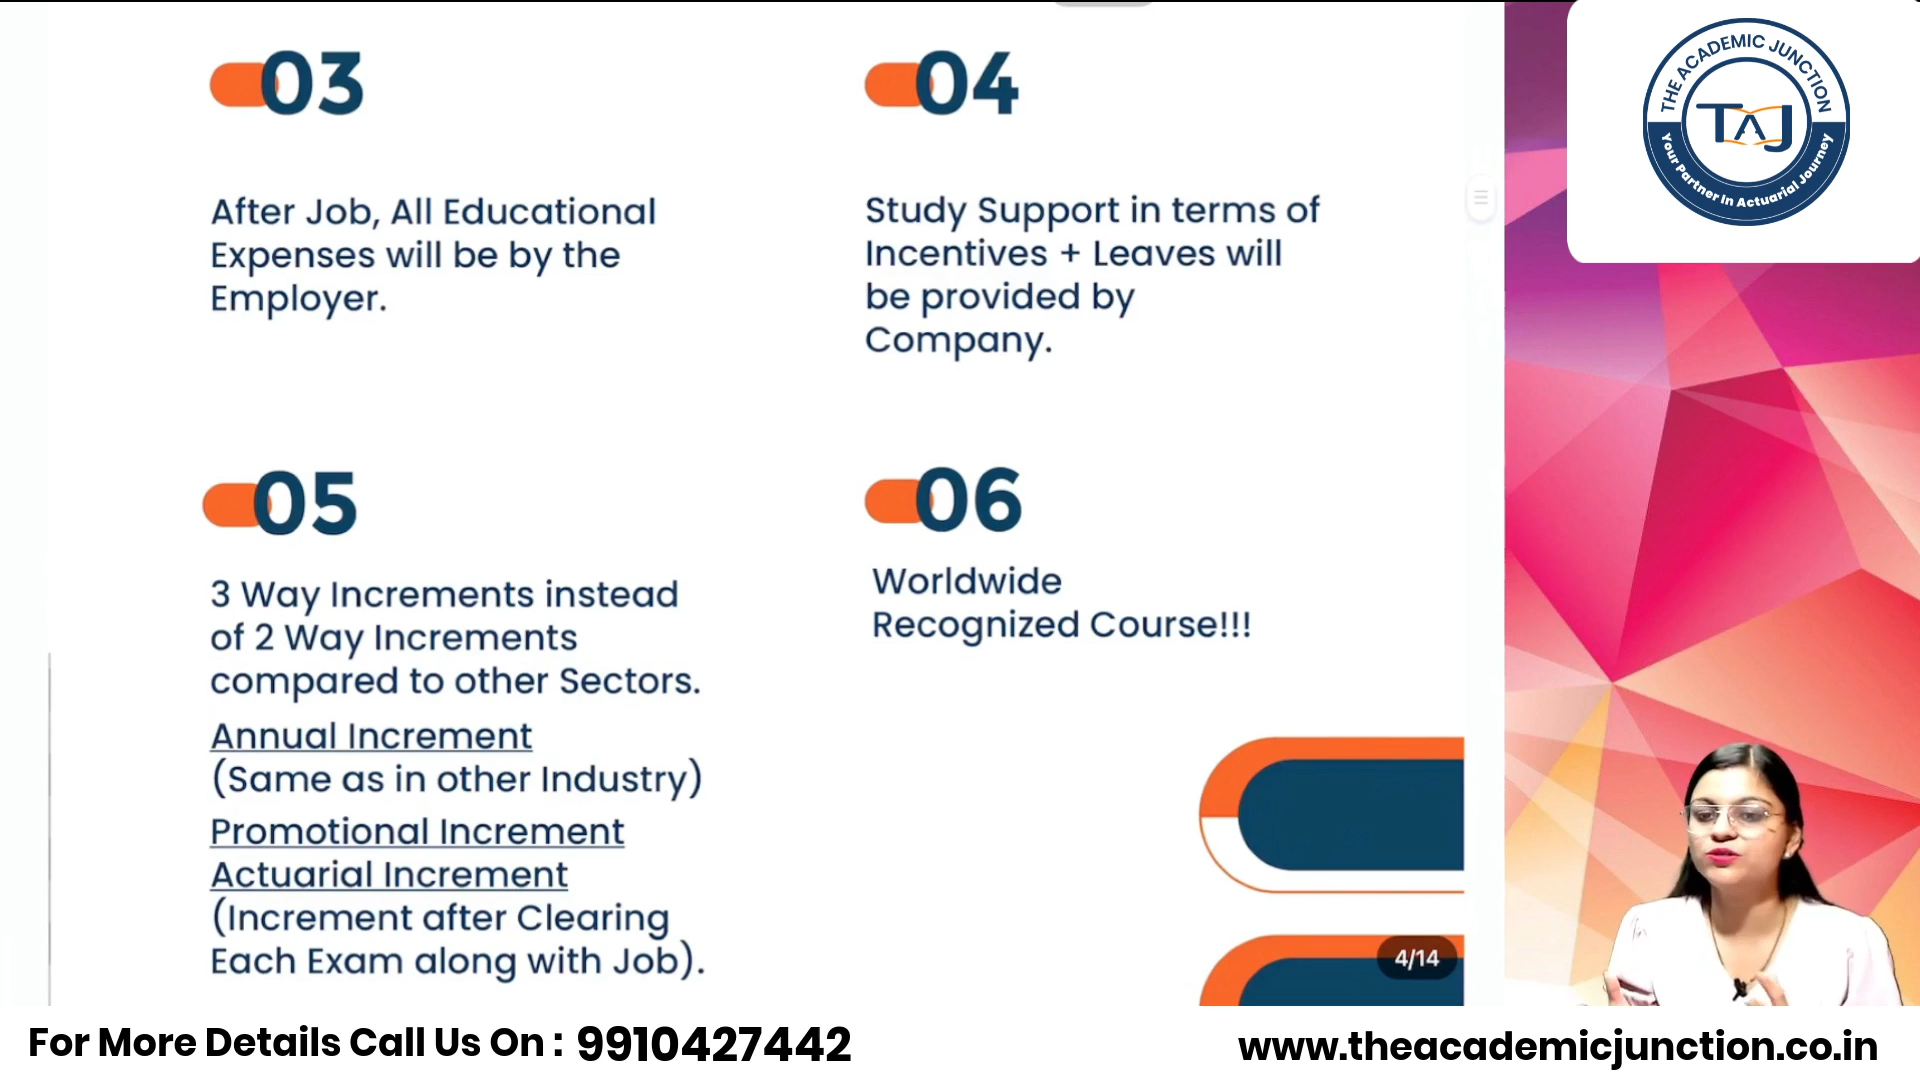 03
After Job, All Educational
Expenses will be by the
Employer.
04
Study Support in terms of
Incentives + Leaves will
be provided by
Company.
05
3 Way Increments instead
of 2 Way Increments
compared to other Sectors.
Annual Increment
(Same as in other Industry)
Promotional Increment
Actuarial Increment
(Increment after Clearing
Each Exam along with Job).
06
Worldwide
Recognized Course!!!
4/14
THE ACADEMIC JUNCTION
TAJ
Your Partner In Actuarial Journey
For More Details Call Us On : 9910427442
www.theacademicjunction.co.in